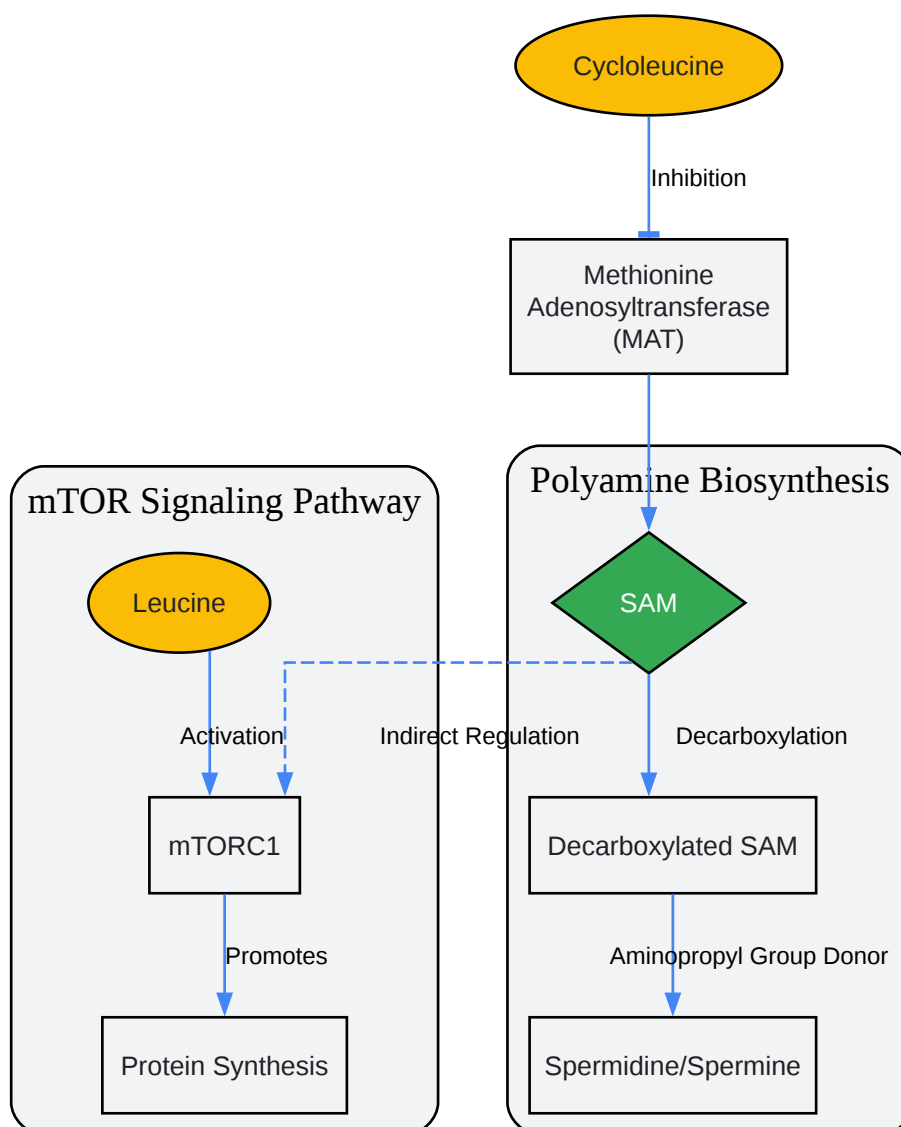 Cycloleucine
Inhibition
Methionine
Adenosyltransferase
(MAT)
mTOR Signaling Pathway
Polyamine Biosynthesis
Leucine
SAM
Activation
Indirect Regulation
Decarboxylation
mTORC1
Decarboxylated SAM
Promotes
Aminopropyl Group Donor
Protein Synthesis
Spermidine/Spermine